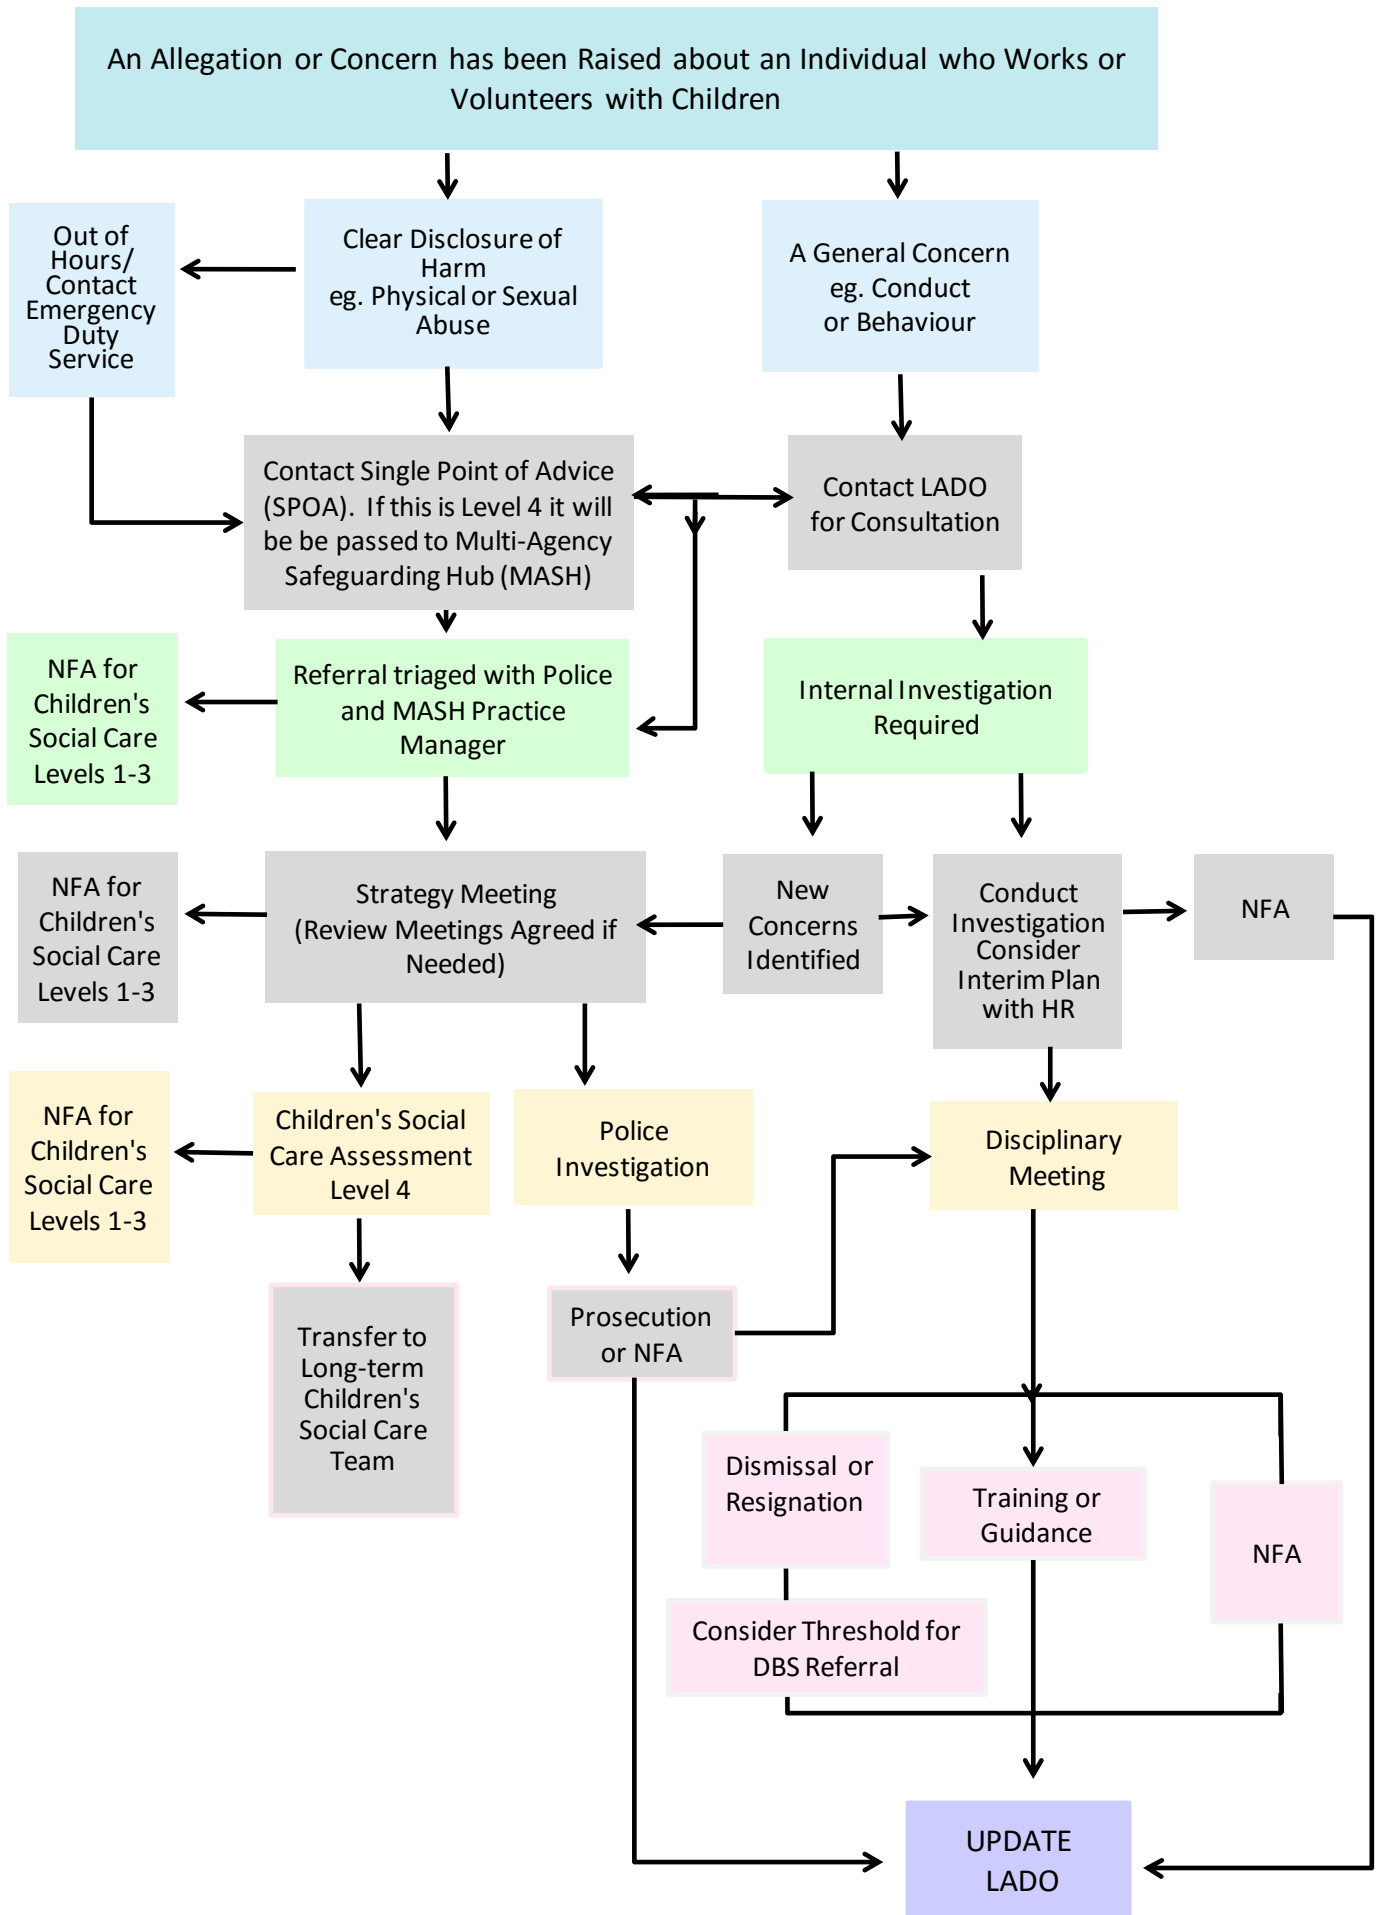 An Allegation or Concern has been Raised about an Individual who Works or
Volunteers with Children
Out of
Hours/
Contact
Emergency
Duty
Service
Clear Disclosure of
Harm
eg. Physical or Sexual
Abuse
A General Concern
eg. Conduct
or Behaviour
Contact Single Point of Advice
(SPOA). If this is Level 4 it will
be be passed to Multi-Agency
Safeguarding Hub (MASH)
Contact LADO
for Consultation
NFA for
Children's
Social Care
Levels 1-3
Referral triaged with Police
and MASH Practice
Manager
Internal Investigation
Required
NFA for
Children's
Social Care
Levels 1-3
Strategy Meeting
(Review Meetings Agreed if
Needed)
New
Concerns
Identified
Conduct
Investigation
Consider
Interim Plan
with HR
NFA
NFA for
Children's
Social Care
Levels 1-3
Children's Social
Care Assessment
Level 4
Police
Investigation
Disciplinary
Meeting
Transfer to
Long-term
Children's
Social Care
Team
Prosecution
or NFA
Dismissal or
Resignation
Training or
Guidance
NFA
Consider Threshold for
DBS Referral
UPDATE
LADO